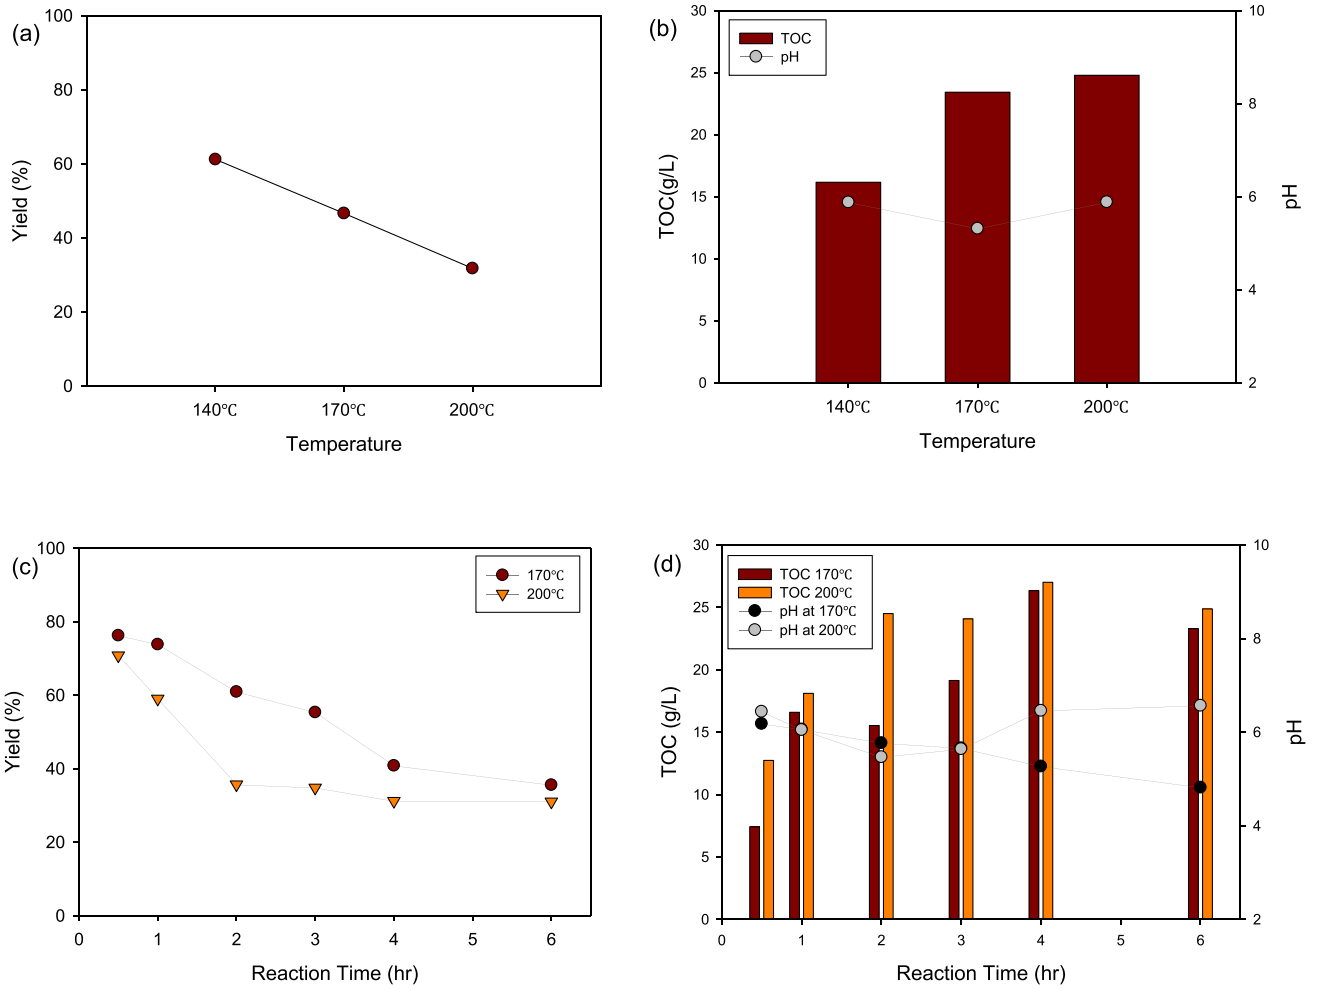 (a)
100
80
60
40
20
0
Yield (%)
140℃ 170℃ 200℃
Temperature
(b)
30
25
20
15
10
5
0
TOC(g/L)
TOC
pH
10
8
6
4
2
pH
140℃ 170℃ 200℃
Temperature
(c)
100
80
60
40
20
0
Yield (%)
170℃
200℃
0 1 2 3 4 5 6
Reaction Time (hr)
(d)
30
25
20
15
10
5
0
TOC (g/L)
TOC 170℃
TOC 200℃
pH at 170℃
pH at 200℃
10
8
6
4
2
pH
0 1 2 3 4 5 6
Reaction Time (hr)